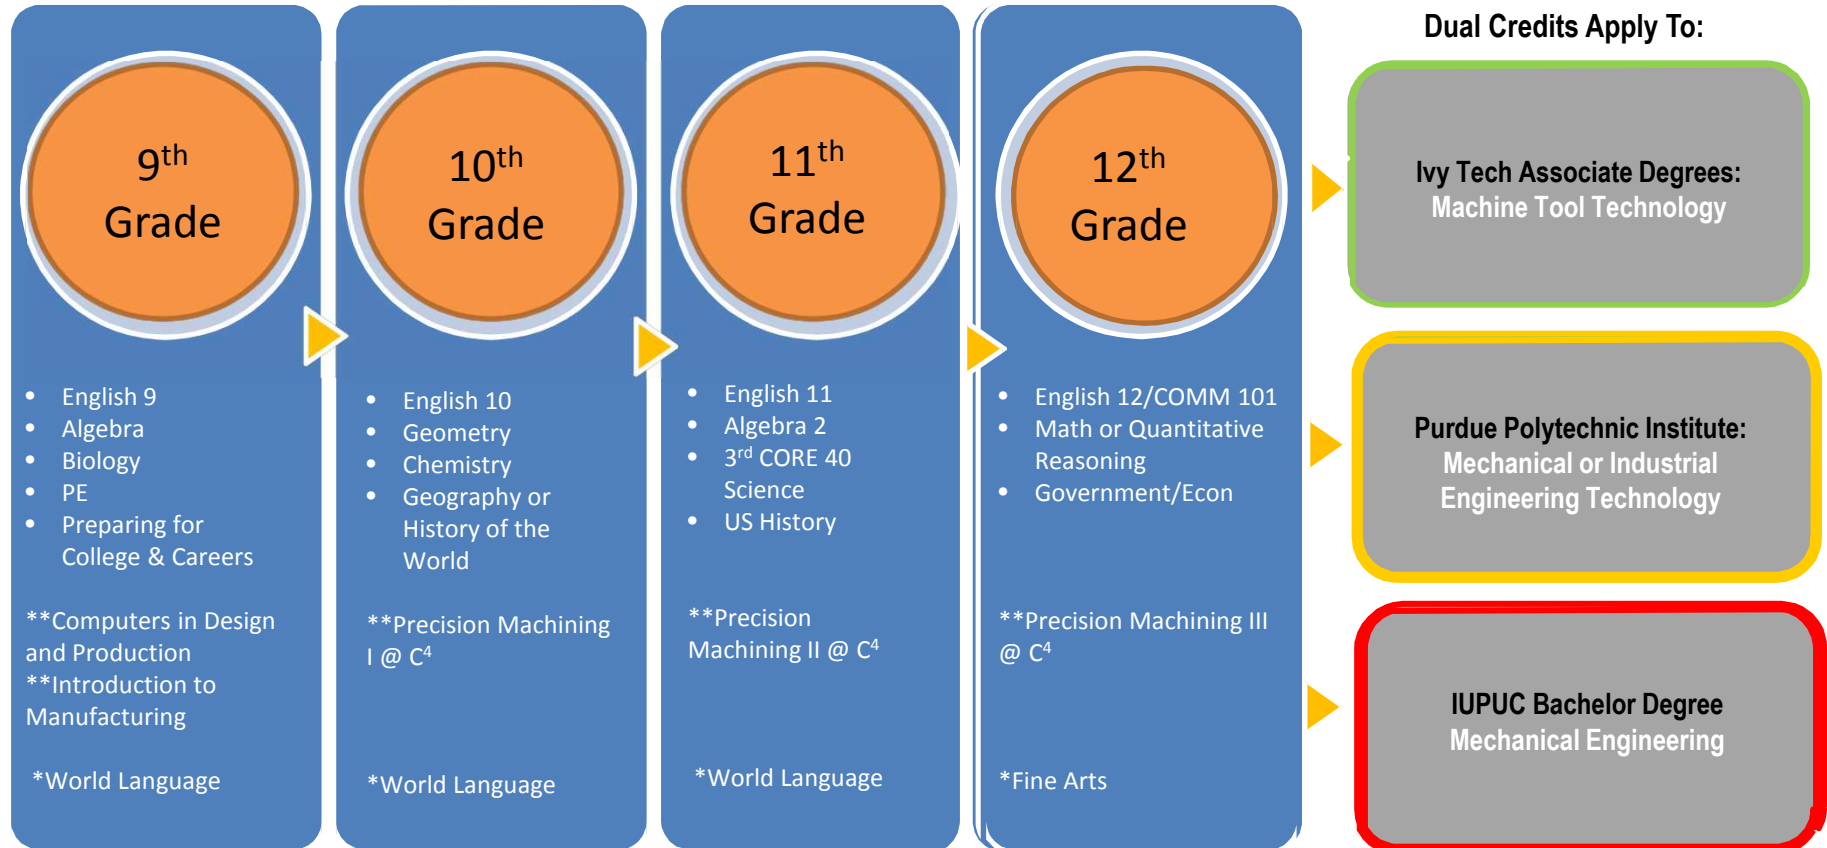 9th
Grade
• English 9
• Algebra
• Biology
• PE
• Preparing for
College & Careers
**Computers in Design
and Production
**Introduction to
Manufacturing
*World Language
10th
Grade
• English 10
• Geometry
• Chemistry
• Geography or
History of the
World
**Precision Machining
I @ C4
*World Language
11th
Grade
• English 11
• Algebra 2
• 3rd CORE 40
Science
• US History
**Precision
Machining II @ C4
*World Language
12th
Grade
• English 12/COMM 101
• Math or Quantitative
Reasoning
• Government/Econ
**Precision Machining III
@ C4
*Fine Arts
Dual Credits Apply To:
Ivy Tech Associate Degrees:
Machine Tool Technology
Purdue Polytechnic Institute:
Mechanical or Industrial
Engineering Technology
IUPUC Bachelor Degree
Mechanical Engineering